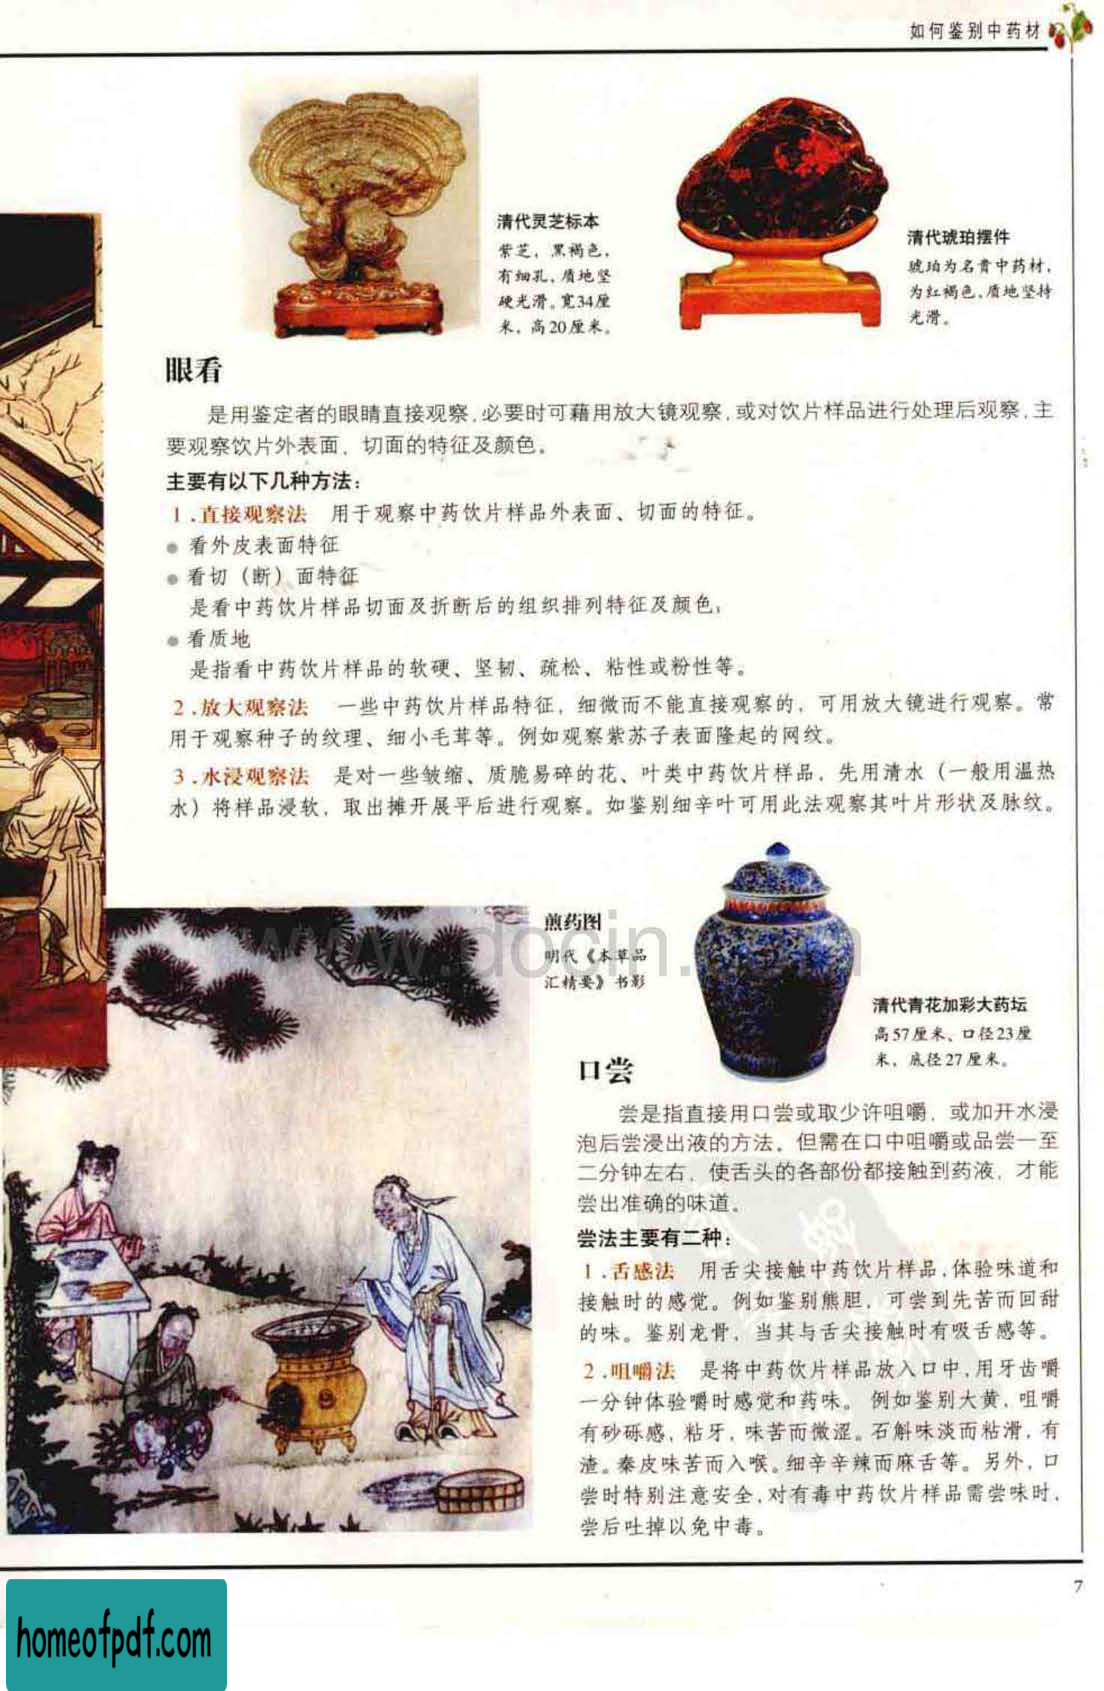 如何鉴别中药材
清代灵芝标本
紫芝，黑褐色，
有细孔，质地坚
硬光滑。宽34厘
米，高20厘米。
清代琥珀摆件
琥珀为名贵中药材，
为红褐色，质地坚持
光滑。
眼看
是用鉴定者的眼睛直接观察，必要时可藉用放大镜观察，或对饮片样品进行处理后观察，主
要观察饮片外表面、切面的特征及颜色。
主要有以下几种方法：
1.直接观察法 用于观察中药饮片样品外表面、切面的特征。
● 看外皮表面特征
● 看切（断）面特征
是看中药饮片样品切面及折断后的组织排列特征及颜色；
● 看质地
是指看中药饮片样品的软硬、坚韧、疏松、粘性或粉性等。
2.放大观察法 一些中药饮片样品特征，细微而不能直接观察的，可用放大镜进行观察。常
用于观察种子的纹理、细小毛茸等。例如观察紫苏子表面隆起的网纹。
3.水浸观察法 是对一些皱缩、质脆易碎的花、叶类中药饮片样品，先用清水（一般用温热
水）将样品浸软，取出摊开展平后进行观察。如鉴别细辛叶可用此法观察其叶片形状及脉纹。
煎药图
明代《本草品
汇精要》书影
www.docin.com
清代青花加彩大药坛
高57厘米、口径23厘
米，底径27厘米。
口尝
尝是指直接用口尝或取少许咀嚼，或加开水浸
泡后尝浸出液的方法。但需在口中咀嚼或品尝一至
二分钟左右，使舌头的各部份都接触到药液，才能
尝出准确的味道。
尝法主要有二种：
1.舌感法 用舌尖接触中药饮片样品，体验味道和
接触时的感觉。例如鉴别熊胆，可尝到先苦而回甜
的味。鉴别龙骨，当其与舌尖接触时有吸舌感等。
2.咀嚼法 是将中药饮片样品放入口中，用牙齿嚼
一分钟体验嚼时感觉和药味。例如鉴别大黄，咀嚼
有砂砾感，粘牙，味苦而微涩。石斛味淡而粘滑，有
渣。秦皮味苦而入喉。细辛辛辣而麻舌等。另外，口
尝时特别注意安全，对有毒中药饮片样品需尝味时，
尝后吐掉以免中毒。
7
homeofpdf.com